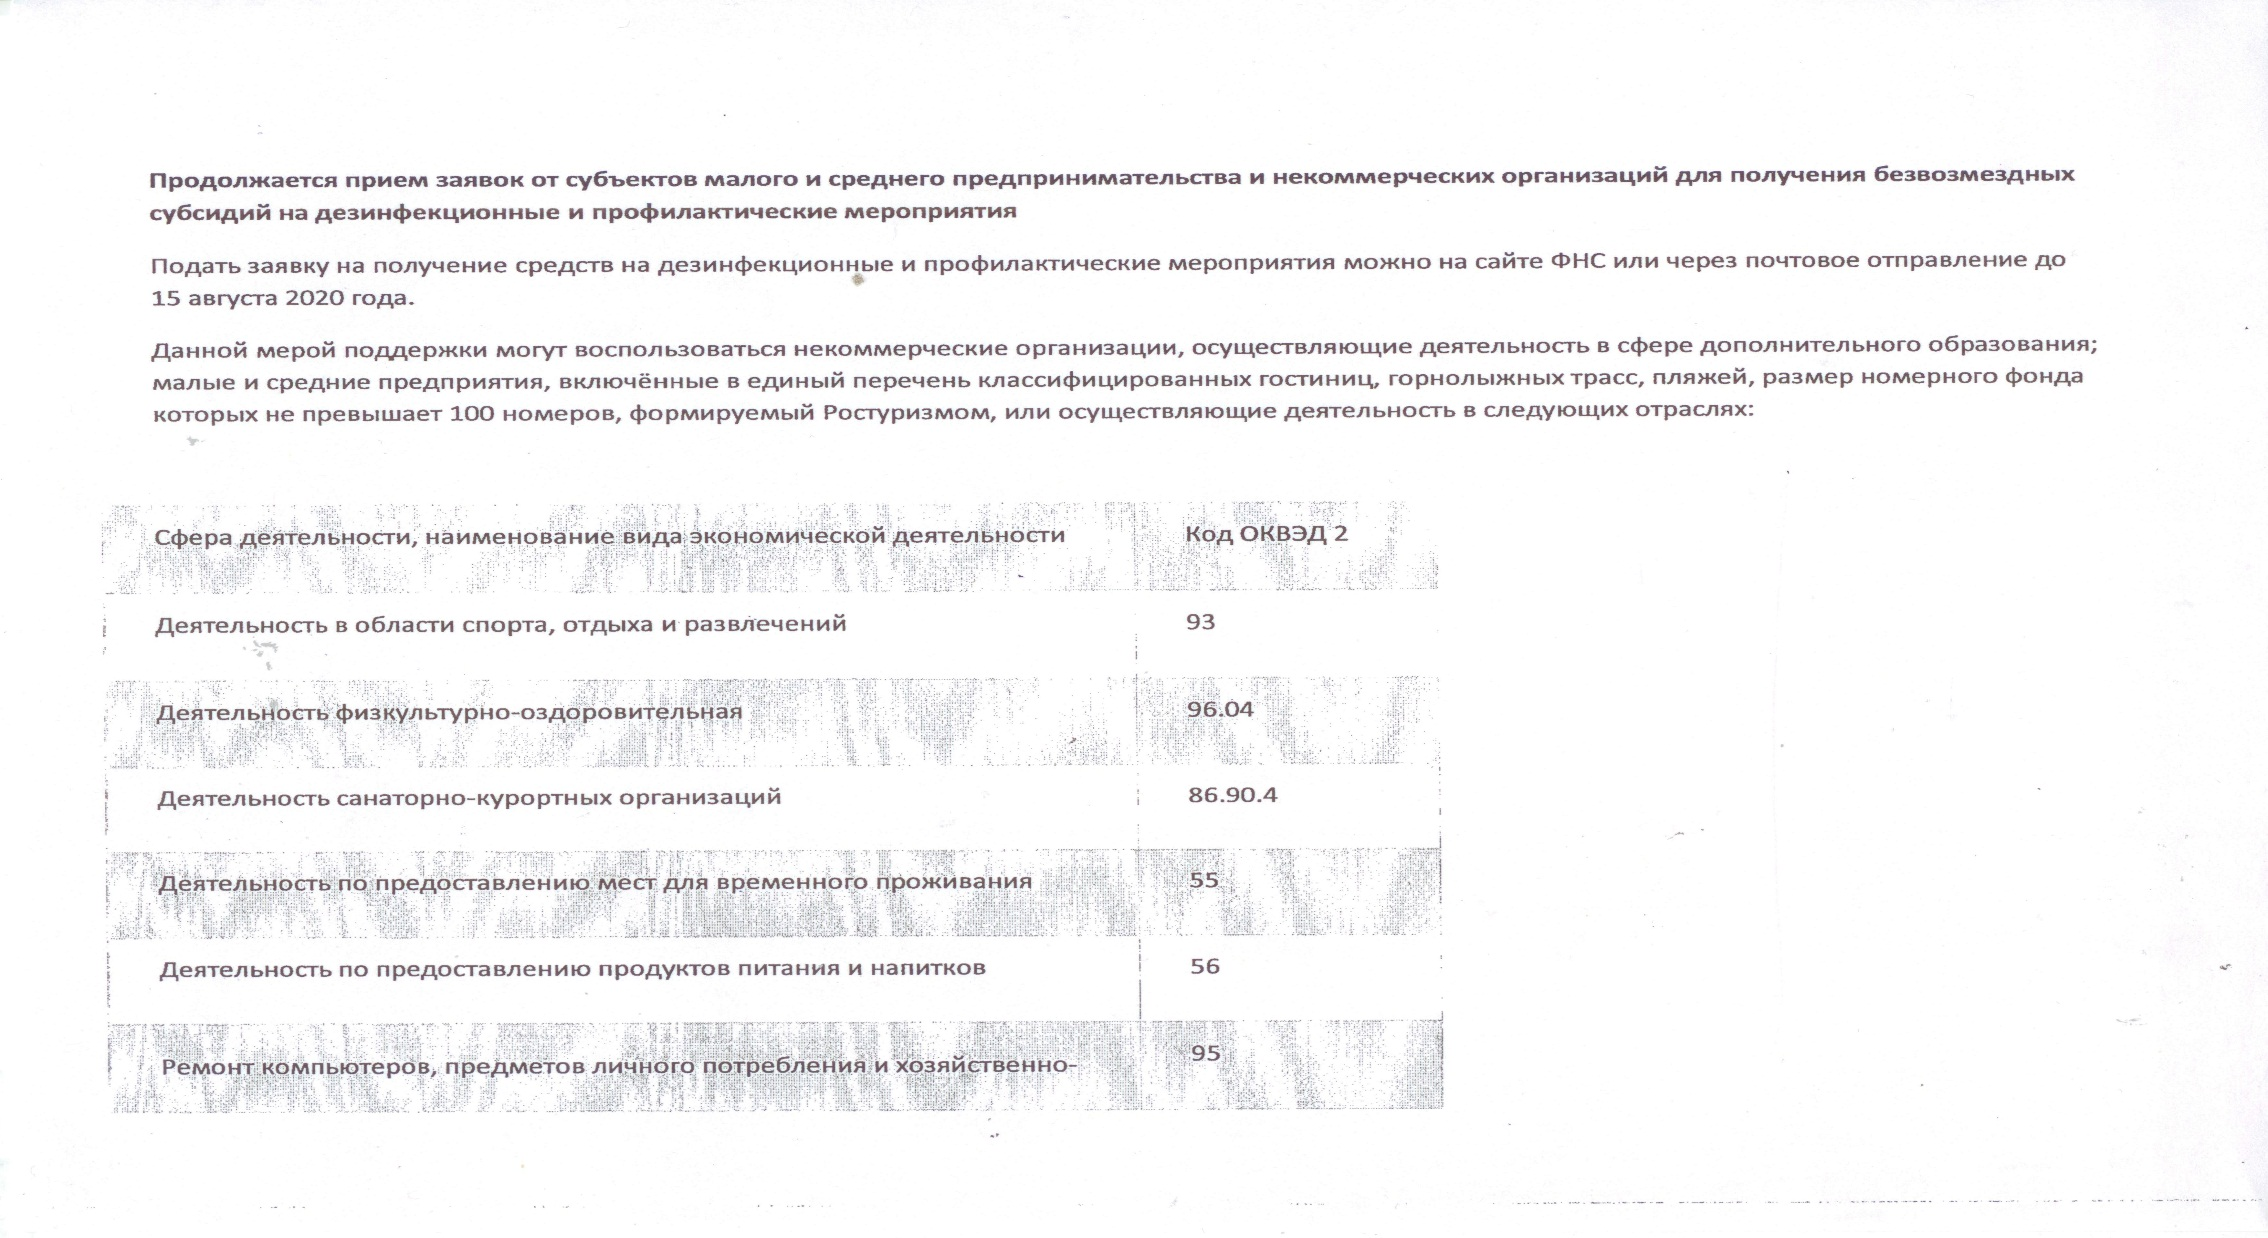 Продолжается прием заявок от субъектов малого и среднего предпринимательства и некоммерческих организаций для получения безвозмездных
субсидий на дезинфекционные и профилактические мероприятия
Подать заявку на получение средств на дезинфекционные и профилактические мероприятия можно на сайте ФНС или через почтовое отправление до
15 августа 2020 года.
Данной мерой поддержки могут воспользоваться некоммерческие организации, осуществляющие деятельность в сфере дополнительного образования;
малые и средние предприятия, включённые в единый перечень классифицированных гостиниц, горнолыжных трасс, пляжей, размер номерного фонда
которых не превышает 100 номеров, формируемый Ростуризмом, или осуществляющие деятельность в следующих отраслях:
Сфера деятельности, наименование вида экономической деятельности Код ОКВЭД 2
Деятельность в области спорта, отдыха и развлечений 93
Деятельность физкультурно-оздоровительная 96.04
Деятельность санаторно-курортных организаций 86.90.4
Деятельность по предоставлению мест для временного проживания 55
Деятельность по предоставлению продуктов питания и напитков 56
Ремонт компьютеров, предметов личного потребления и хозяйственно- 95